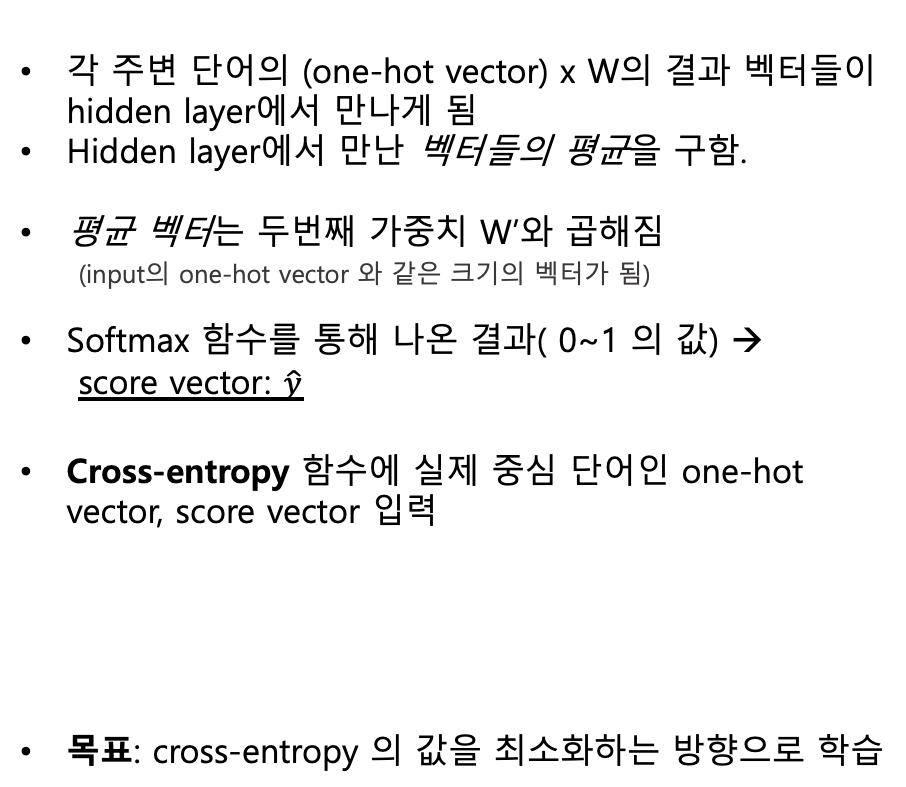 • 각 주변 단어의 (one-hot vector) x W의 결과 벡터들이
hidden layer에서 만나게 됨
• Hidden layer에서 만난 벡터들의 평균을 구함.
• 평균 벡터는 두번째 가중치 W’와 곱해짐
(input의 one-hot vector 와 같은 크기의 벡터가 됨)
• Softmax 함수를 통해 나온 결과( 0~1 의 값) →
score vector: ŷ
• Cross-entropy 함수에 실제 중심 단어인 one-hot
vector, score vector 입력
• 목표: cross-entropy 의 값을 최소화하는 방향으로 학습